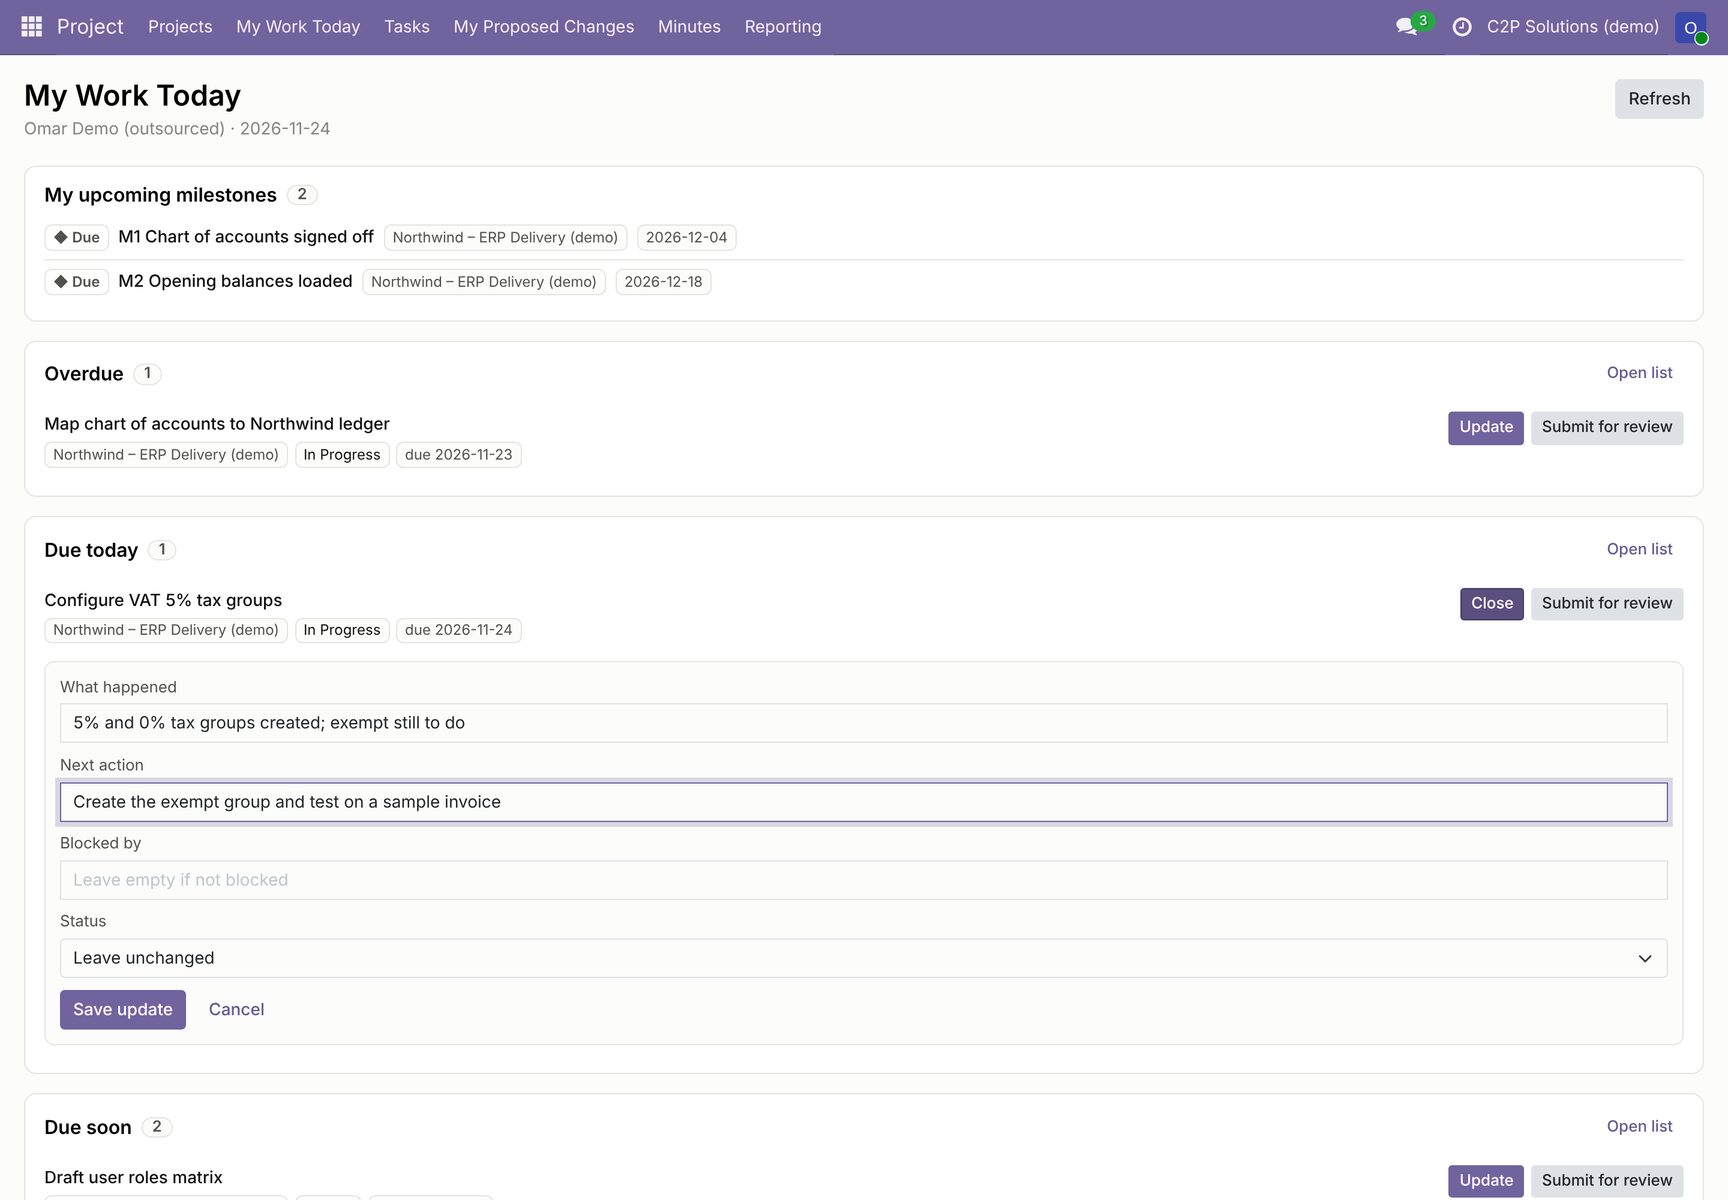 Project Projects My Work Today Tasks My Proposed Changes Minutes Reporting 3 C2P Solutions (demo) O
My Work Today
Refresh
Omar Demo (outsourced) · 2026-11-24
My upcoming milestones 2
◆ Due M1 Chart of accounts signed off Northwind – ERP Delivery (demo) 2026-12-04
◆ Due M2 Opening balances loaded Northwind – ERP Delivery (demo) 2026-12-18
Overdue 1 Open list
Map chart of accounts to Northwind ledger Update Submit for review
Northwind – ERP Delivery (demo) In Progress due 2026-11-23
Due today 1 Open list
Configure VAT 5% tax groups Close Submit for review
Northwind – ERP Delivery (demo) In Progress due 2026-11-24
What happened
5% and 0% tax groups created; exempt still to do
Next action
Create the exempt group and test on a sample invoice
Blocked by
Leave empty if not blocked
Status
Leave unchanged
Save update Cancel
Due soon 2 Open list
Draft user roles matrix Update Submit for review